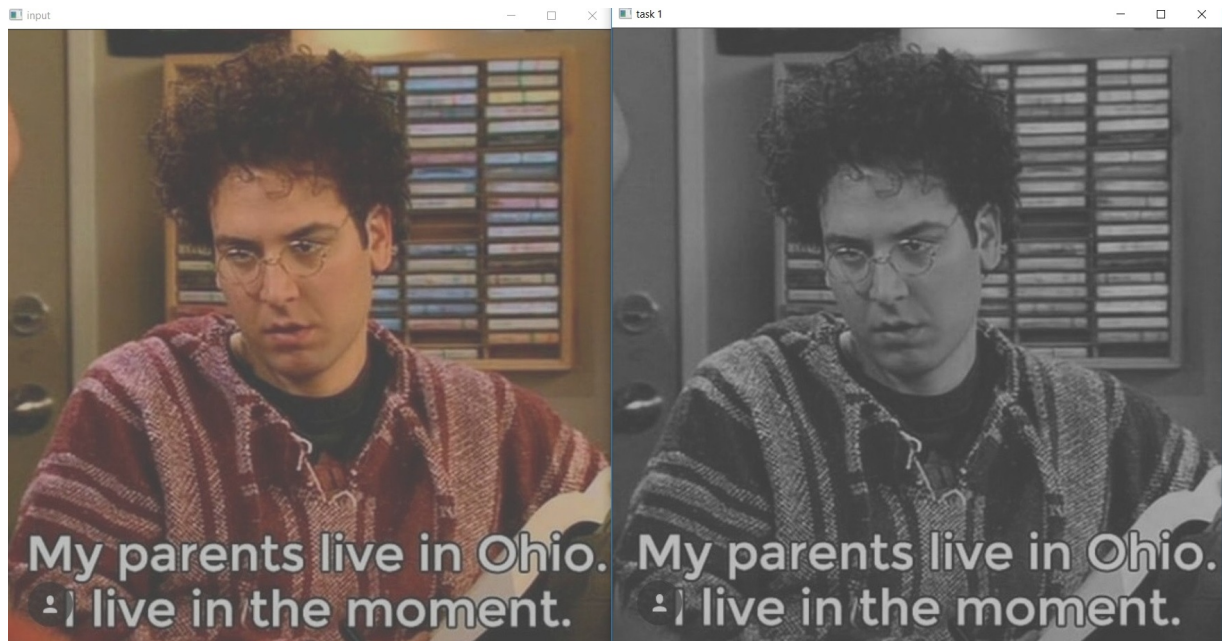 input
task 1
My parents live in Ohio.
I live in the moment.
My parents live in Ohio.
I live in the moment.